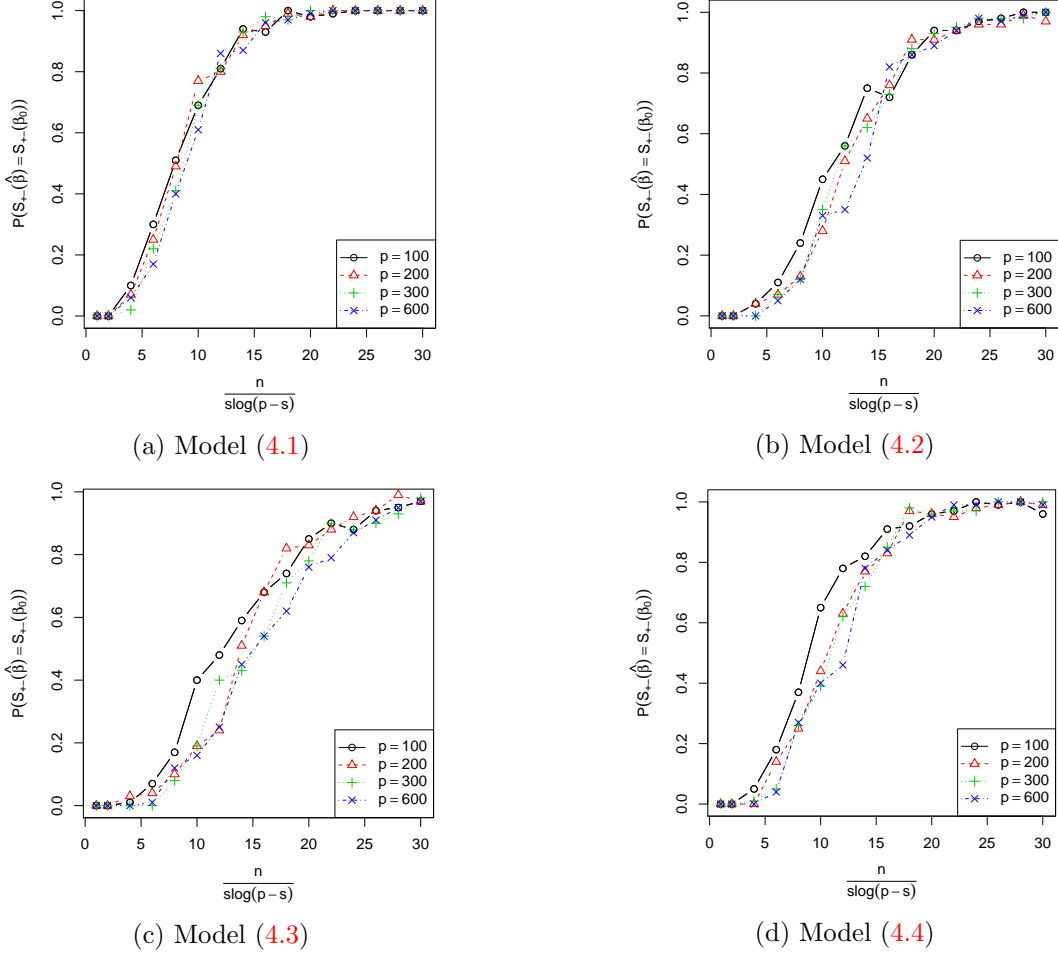 P(S+−(β̂) = S+−(β0))
1.0
0.8
0.6
0.4
0.2
0.0
p = 100
p = 200
p = 300
p = 600
0 5 10 15 20 25 30
n
slog(p − s)
(a) Model (4.1)
P(S+−(β̂) = S+−(β0))
1.0
0.8
0.6
0.4
0.2
0.0
p = 100
p = 200
p = 300
p = 600
0 5 10 15 20 25 30
n
slog(p − s)
(b) Model (4.2)
P(S+−(β̂) = S+−(β0))
1.0
0.8
0.6
0.4
0.2
0.0
p = 100
p = 200
p = 300
p = 600
0 5 10 15 20 25 30
n
slog(p − s)
(c) Model (4.3)
P(S+−(β̂) = S+−(β0))
1.0
0.8
0.6
0.4
0.2
0.0
p = 100
p = 200
p = 300
p = 600
0 5 10 15 20 25 30
n
slog(p − s)
(d) Model (4.4)